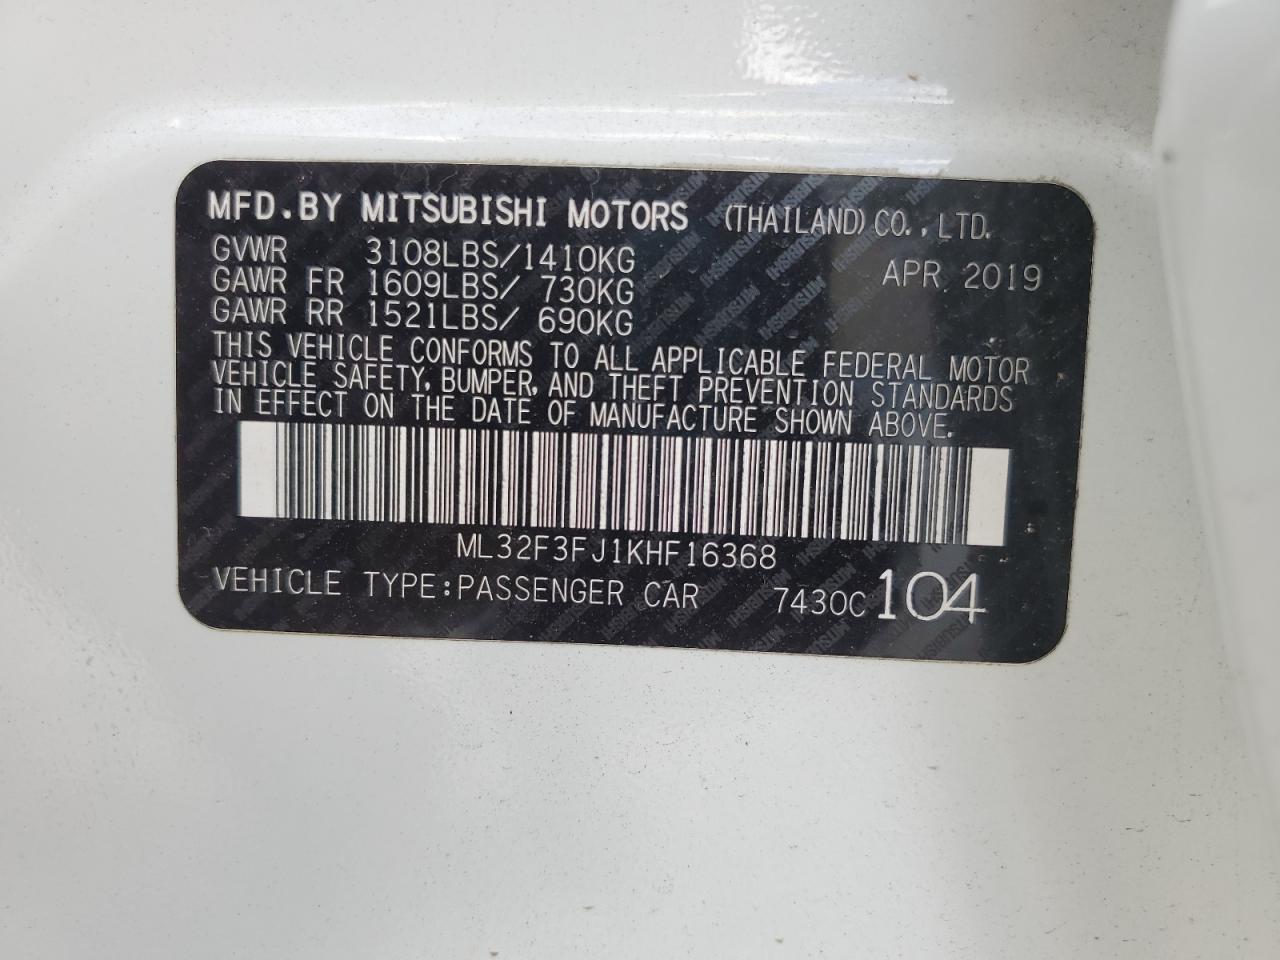 MFD.BY MITSUBISHI MOTORS (THAILAND) CO., LTD.
GVWR 3108LBS/1410KG APR 2019
GAWR FR 1609LBS/ 730KG
GAWR RR 1521LBS/ 690KG
THIS VEHICLE CONFORMS TO ALL APPLICABLE FEDERAL MOTOR
VEHICLE SAFETY, BUMPER, AND THEFT PREVENTION STANDARDS
IN EFFECT ON THE DATE OF MANUFACTURE SHOWN ABOVE.
ML32F3FJ1KHF16368
VEHICLE TYPE:PASSENGER CAR 7430C 104